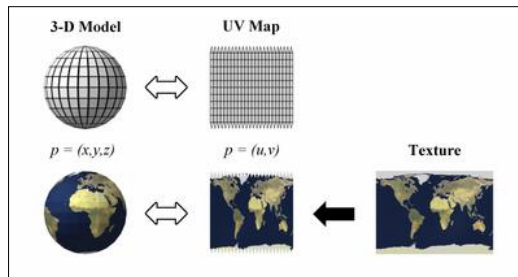 3-D Model
UV Map
p = (x,y,z)
p = (u,v)
Texture